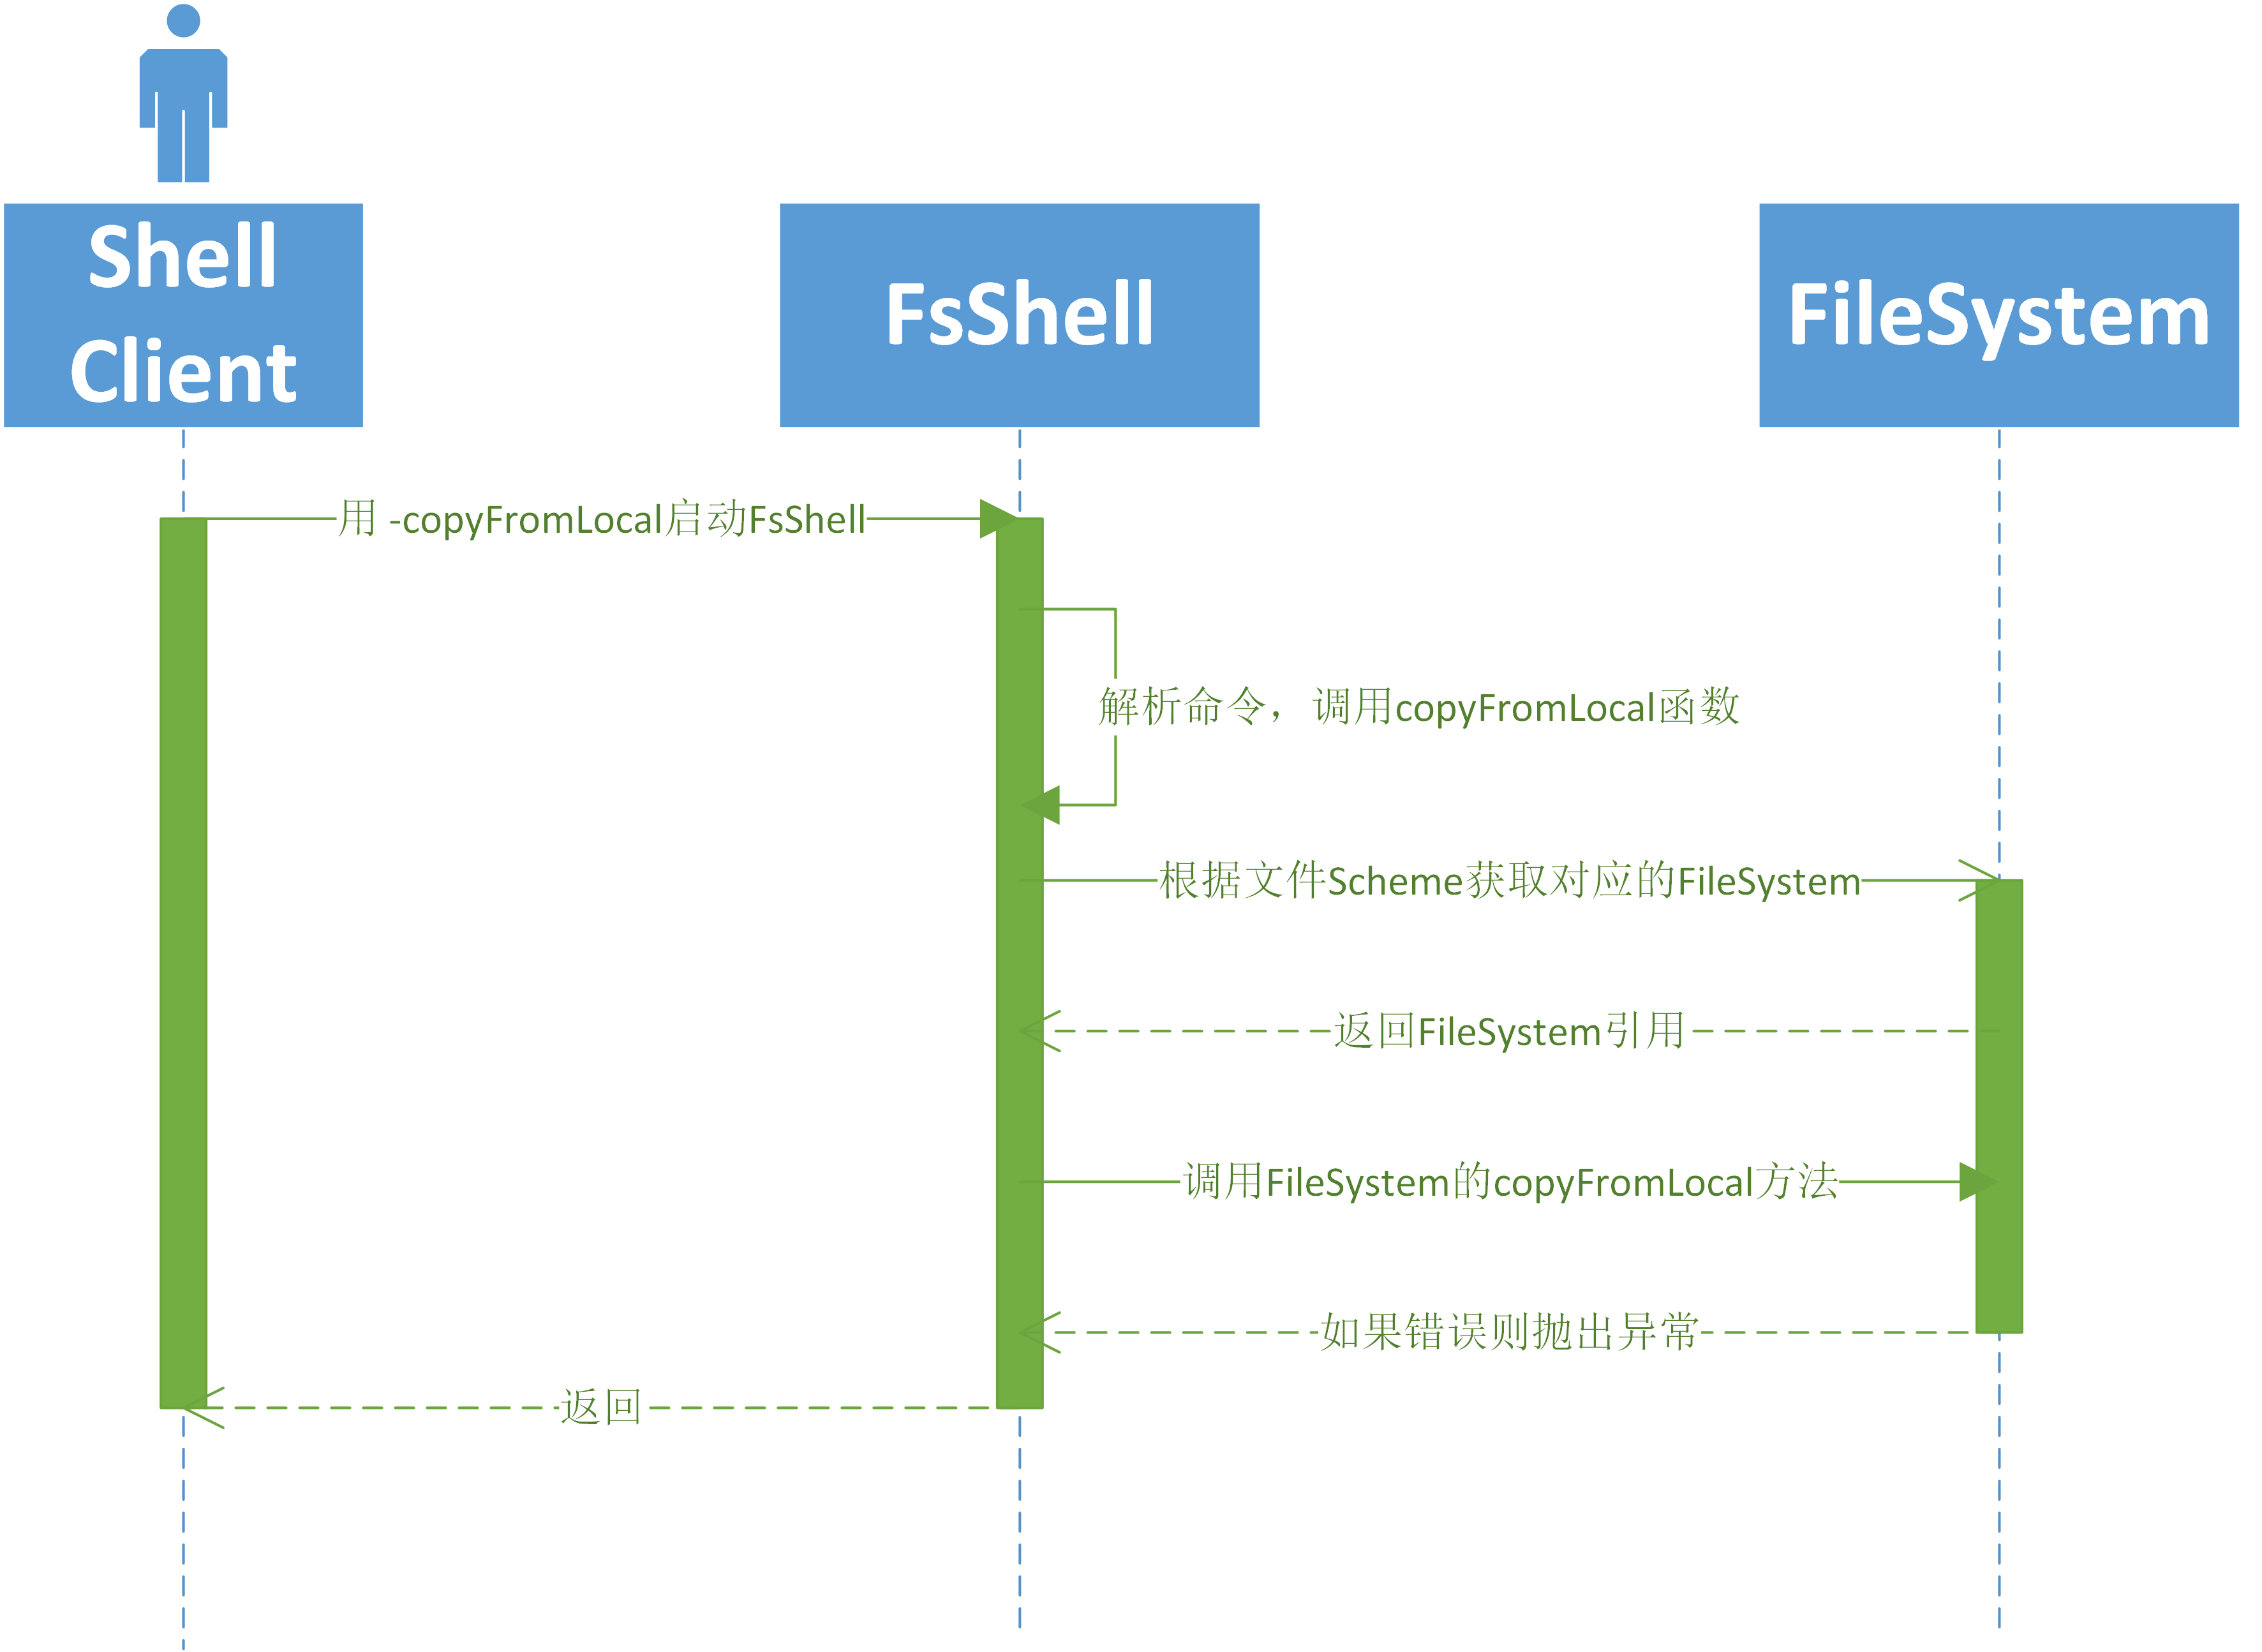 Shell
Client
FsShell
FileSystem
用 -copyFromLocal启动FsShell
解析命令，调用copyFromLocal函数
根据文件Scheme获取对应的FileSystem
返回FileSystem引用
调用FileSystem的copyFromLocal方法
如果错误则抛出异常
返回